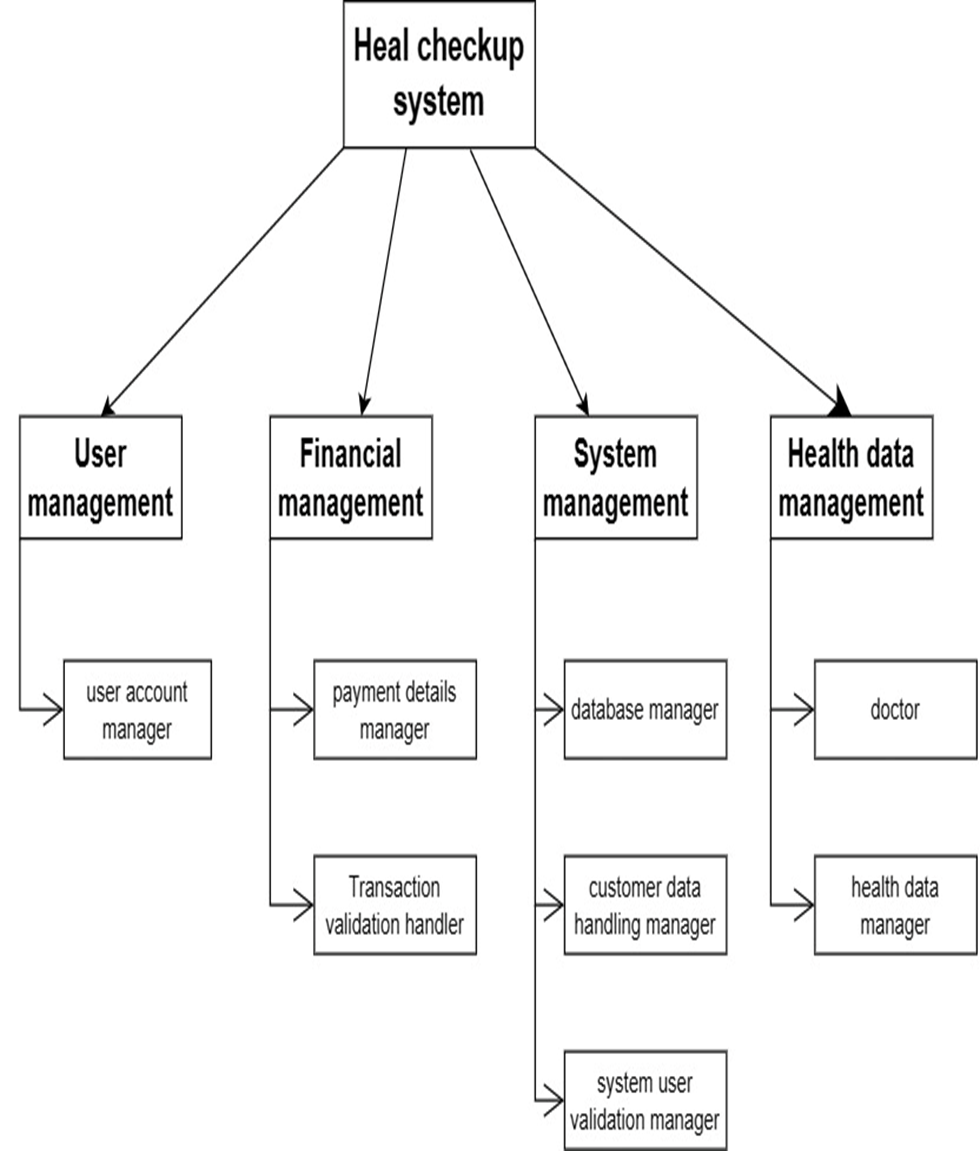 Heal checkup
system
User
management
Financial
management
System
management
Health data
management
user account
manager
payment details
manager
database manager
doctor
Transaction
validation handler
customer data
handling manager
health data
manager
system user
validation manager